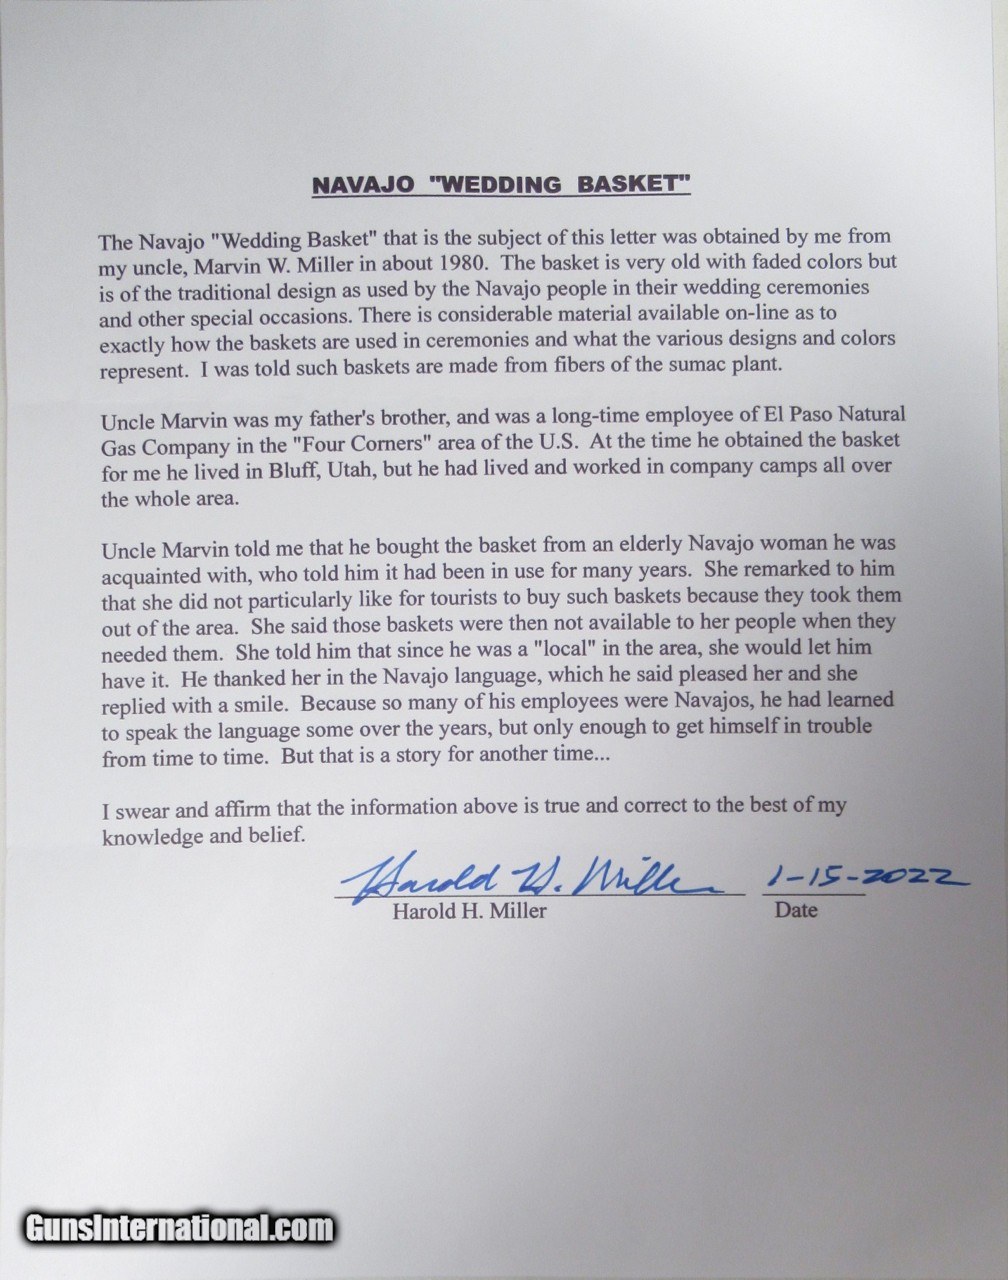 NAVAJO "WEDDING BASKET"
The Navajo "Wedding Basket" that is the subject of this letter was obtained by me from
my uncle, Marvin W. Miller in about 1980. The basket is very old with faded colors but
is of the traditional design as used by the Navajo people in their wedding ceremonies
and other special occasions. There is considerable material available on-line as to
exactly how the baskets are used in ceremonies and what the various designs and colors
represent. I was told such baskets are made from fibers of the sumac plant.
Uncle Marvin was my father's brother, and was a long-time employee of El Paso Natural
Gas Company in the "Four Corners" area of the U.S. At the time he obtained the basket
for me he lived in Bluff, Utah, but he had lived and worked in company camps all over
the whole area.
Uncle Marvin told me that he bought the basket from an elderly Navajo woman he was
acquainted with, who told him it had been in use for many years. She remarked to him
that she did not particularly like for tourists to buy such baskets because they took them
out of the area. She said those baskets were then not available to her people when they
needed them. She told him that since he was a "local" in the area, she would let him
have it. He thanked her in the Navajo language, which he said pleased her and she
replied with a smile. Because so many of his employees were Navajos, he had learned
to speak the language some over the years, but only enough to get himself in trouble
from time to time. But that is a story for another time...
I swear and affirm that the information above is true and correct to the best of my
knowledge and belief.
Harold H. Miller 1-15-2022
Harold H. Miller Date
GunsInternational.com